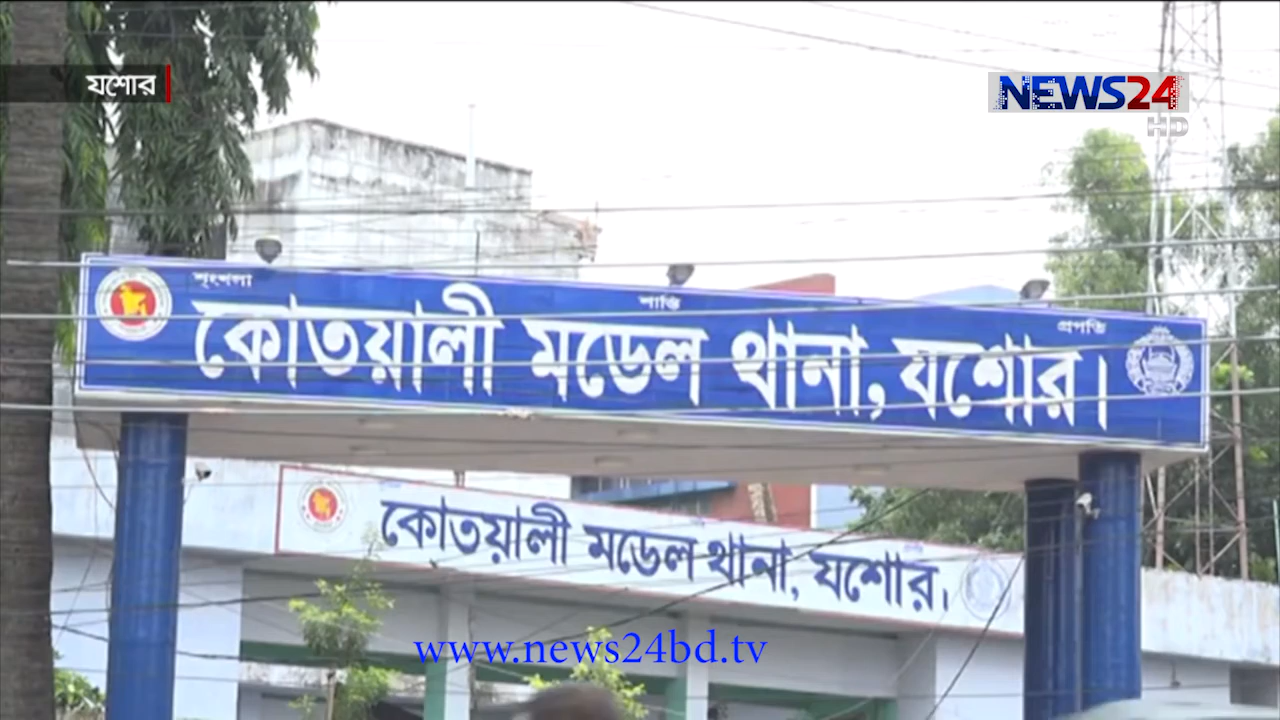 যশোর
NEWS24
HD
শৃংখলা শান্তি প্রগতি
কোতয়ালী মডেল থানা, যশোর।
কোতয়ালী মডেল থানা, যশোর.
www.news24bd.tv